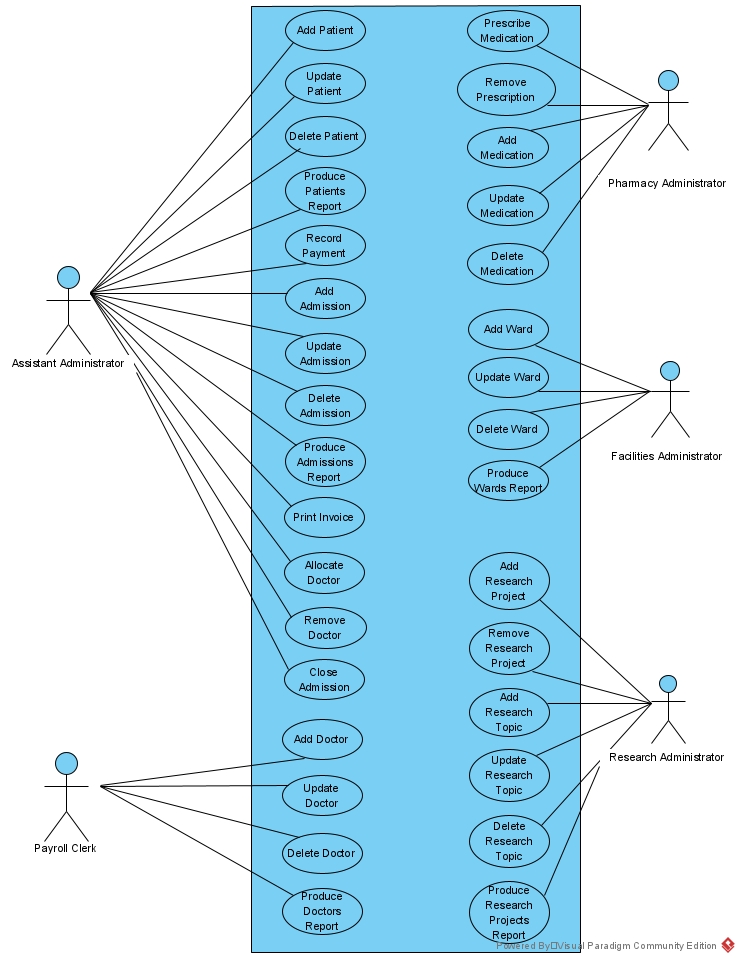 Add Patient
Update
Patient
Delete Patient
Produce
Patients
Report
Record
Payment
Add
Admission
Update
Admission
Delete
Admission
Produce
Admissions
Report
Print Invoice
Allocate
Doctor
Remove
Doctor
Close
Admission
Add Doctor
Update
Doctor
Delete Doctor
Produce
Doctors
Report
Prescribe
Medication
Remove
Prescription
Add
Medication
Update
Medication
Delete
Medication
Add Ward
Update Ward
Delete Ward
Produce
Wards Report
Add
Research
Project
Remove
Research
Project
Add
Research
Topic
Update
Research
Topic
Delete
Research
Topic
Produce
Research
Projects
Report
Assistant Administrator
Payroll Clerk
Pharmacy Administrator
Facilities Administrator
Research Administrator
Powered By Visual Paradigm Community Edition